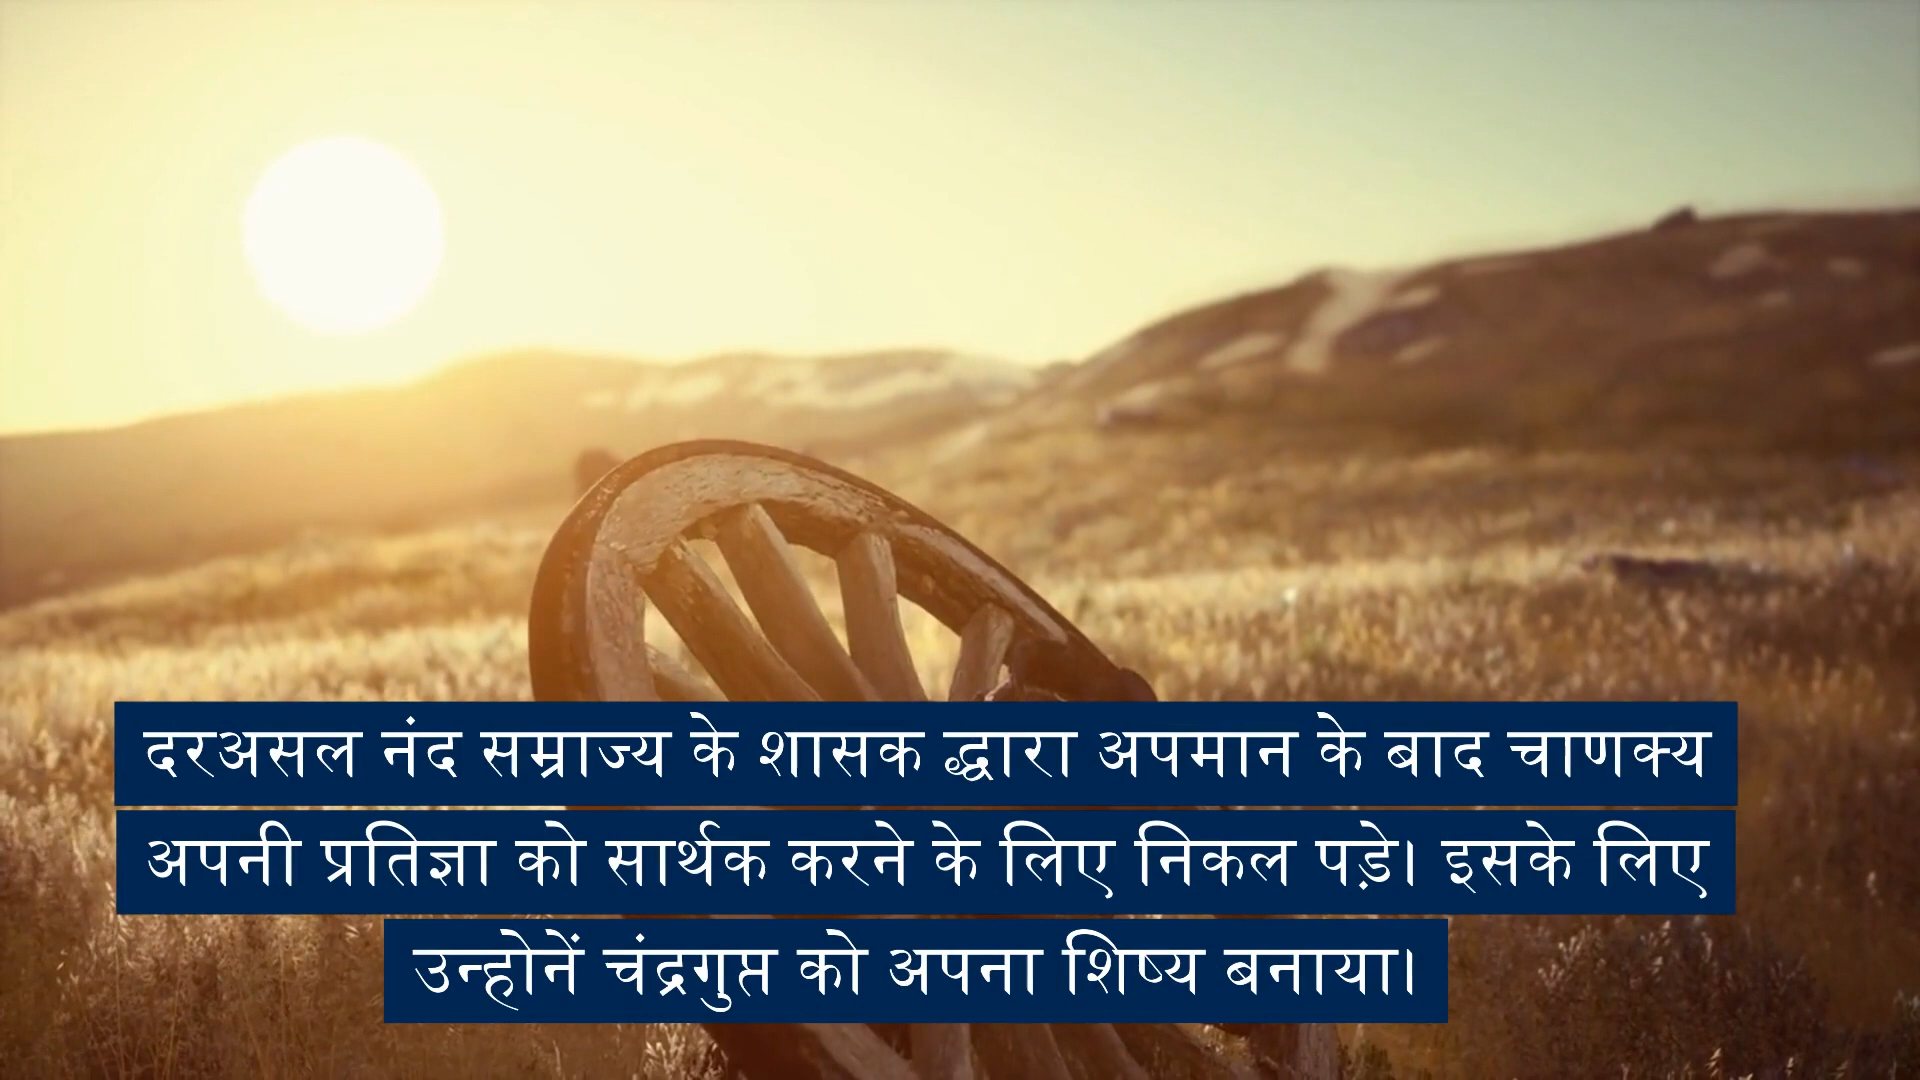 दरअसल नंद सम्राज्य के शासक द्धारा अपमान के बाद चाणक्य
अपनी प्रतिज्ञा को सार्थक करने के लिए निकल पड़े। इसके लिए
उन्होनें चंद्रगुप्त को अपना शिष्य बनाया।